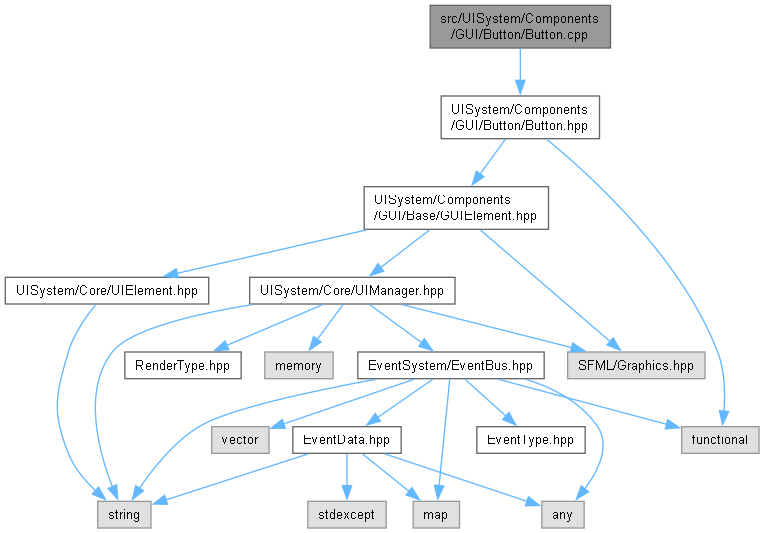 src/UISystem/Components
/GUI/Button/Button.cpp
UISystem/Components
/GUI/Button/Button.hpp
UISystem/Components
/GUI/Base/GUIElement.hpp
UISystem/Core/UIElement.hpp
UISystem/Core/UIManager.hpp
RenderType.hpp
memory
EventSystem/EventBus.hpp
SFML/Graphics.hpp
vector
EventData.hpp
EventType.hpp
functional
string
stdexcept
map
any